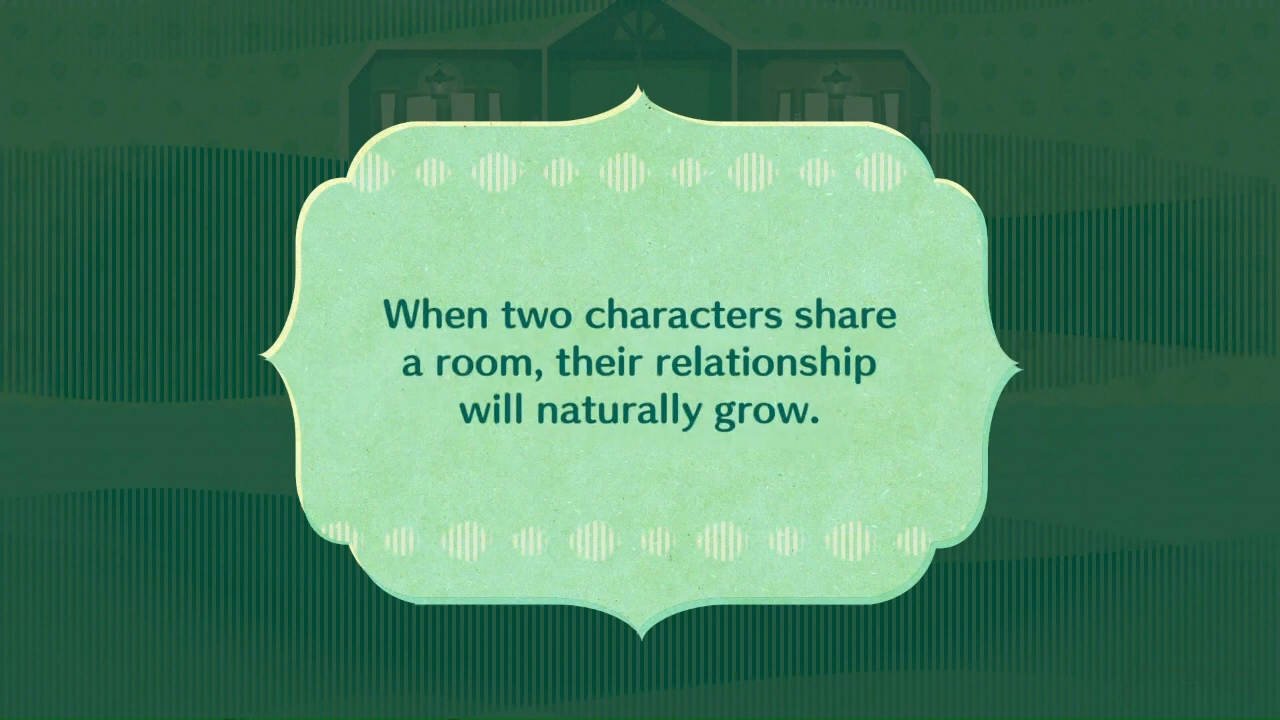 When two characters share
a room, their relationship
will naturally grow.